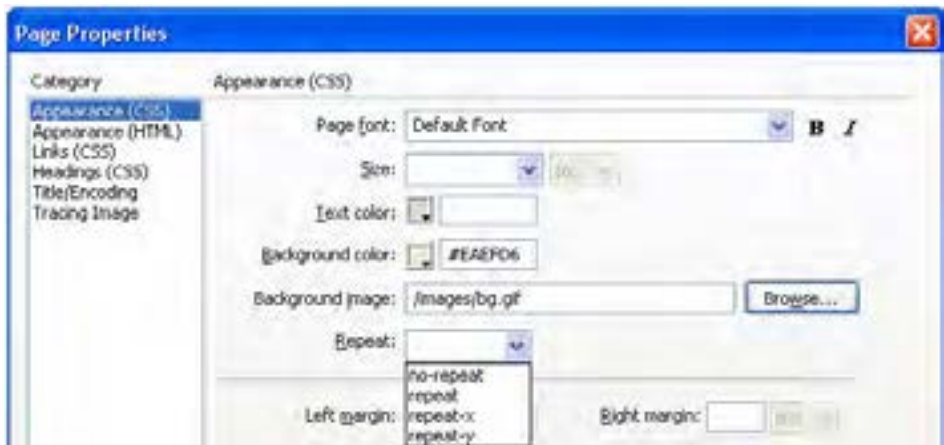 Page Properties
Category
Appearance (CSS)
Appearance (CSS)
Appearance (HTML)
Links (CSS)
Headings (CSS)
Title/Encoding
Tracing Image
Page font: Default Font B I
Size:
Text color:
Background color: #EAEFD6
Background image: /images/bg.gif Browse...
Repeat:
no-repeat
repeat
repeat-x
repeat-y
Left margin: Right margin: